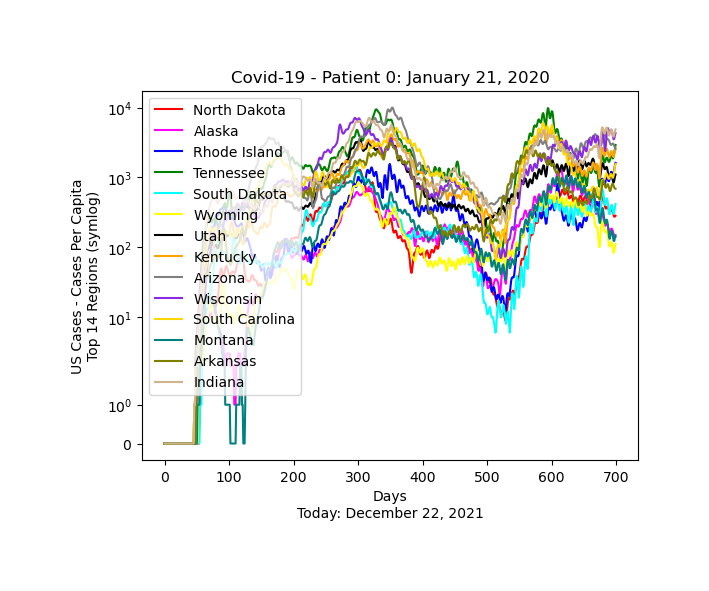 Covid-19 - Patient 0: January 21, 2020
US Cases - Cases Per Capita
Top 14 Regions (symlog)
10^4
10^3
10^2
10^1
10^0
0
North Dakota
Alaska
Rhode Island
Tennessee
South Dakota
Wyoming
Utah
Kentucky
Arizona
Wisconsin
South Carolina
Montana
Arkansas
Indiana
0 100 200 300 400 500 600 700
Days
Today: December 22, 2021